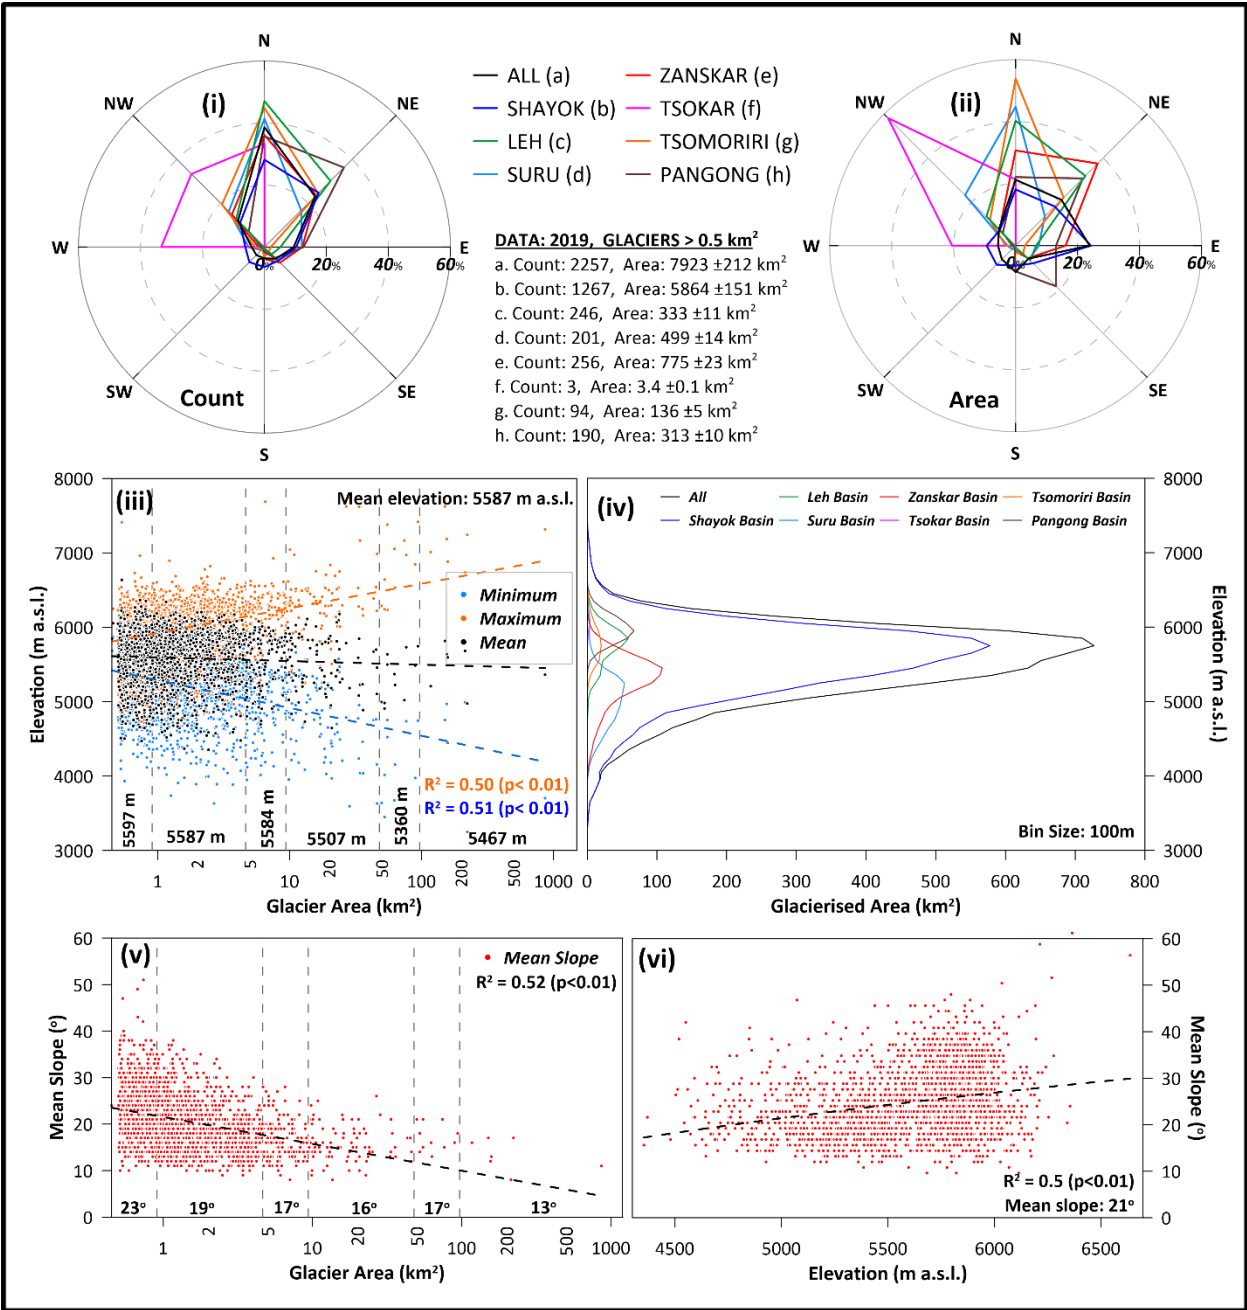 N
NW
(i)
NE
W
E
0%
20%
40%
60%
SW
SE
Count
S
ALL (a)
ZANSKAR (e)
SHAYOK (b)
TSOKAR (f)
LEH (c)
TSOMORIRI (g)
SURU (d)
PANGONG (h)
DATA: 2019, GLACIERS > 0.5 km²
a. Count: 2257, Area: 7923 ±212 km²
b. Count: 1267, Area: 5864 ±151 km²
c. Count: 246, Area: 333 ±11 km²
d. Count: 201, Area: 499 ±14 km²
e. Count: 256, Area: 775 ±23 km²
f. Count: 3, Area: 3.4 ±0.1 km²
g. Count: 94, Area: 136 ±5 km²
h. Count: 190, Area: 313 ±10 km²
N
NW
(ii)
NE
W
E
0%
20%
40%
60%
SW
SE
Area
S
(iii)
Mean elevation: 5587 m a.s.l.
Minimum
Maximum
Mean
R² = 0.50 (p< 0.01)
R² = 0.51 (p< 0.01)
5597 m
5587 m
5584 m
5507 m
5360 m
5467 m
8000
7000
6000
5000
4000
3000
Elevation (m a.s.l.)
1
2
5
10
20
50
100
200
500
1000
Glacier Area (km²)
(iv)
All
Leh Basin
Zanskar Basin
Tsomoriri Basin
Shayok Basin
Suru Basin
Tsokar Basin
Pangong Basin
Bin Size: 100m
8000
7000
6000
5000
4000
3000
Elevation (m a.s.l.)
0
100
200
300
400
500
600
700
800
Glacierised Area (km²)
(v)
Mean Slope
R² = 0.52 (p<0.01)
60
50
40
30
20
10
0
Mean Slope (°)
23°
19°
17°
16°
17°
13°
1
2
5
10
20
50
100
200
500
1000
Glacier Area (km²)
(vi)
R² = 0.5 (p<0.01)
Mean slope: 21°
60
50
40
30
20
10
0
Mean Slope (°)
4500
5000
5500
6000
6500
Elevation (m a.s.l.)